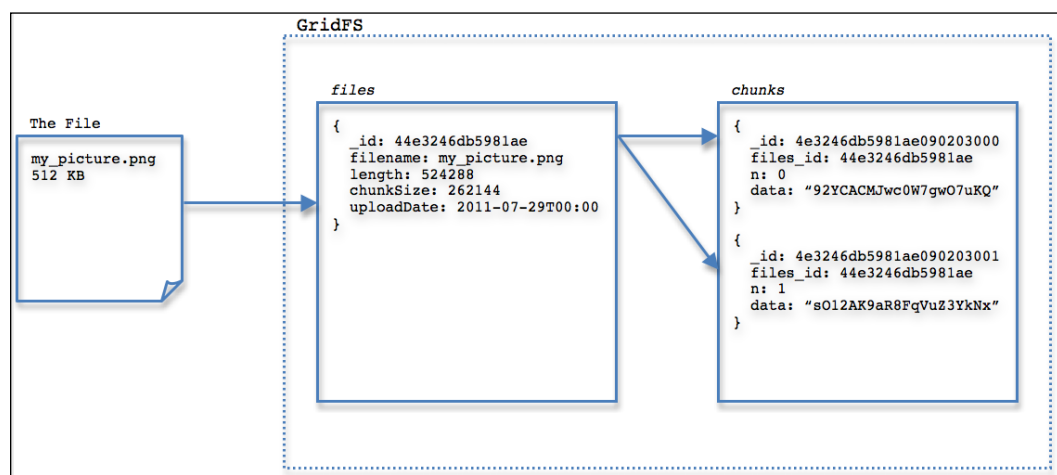 GridFS
The File
my_picture.png
512 KB
files
{
_id: 44e3246db5981ae
filename: my_picture.png
length: 524288
chunkSize: 262144
uploadDate: 2011-07-29T00:00
}
chunks
{
_id: 4e3246db5981ae090203000
files_id: 44e3246db5981ae
n: 0
data: “92YCACMJwc0W7gwO7uKQ”
}
{
_id: 4e3246db5981ae090203001
files_id: 44e3246db5981ae
n: 1
data: “sO12AK9aR8FqVuZ3YkNx”
}